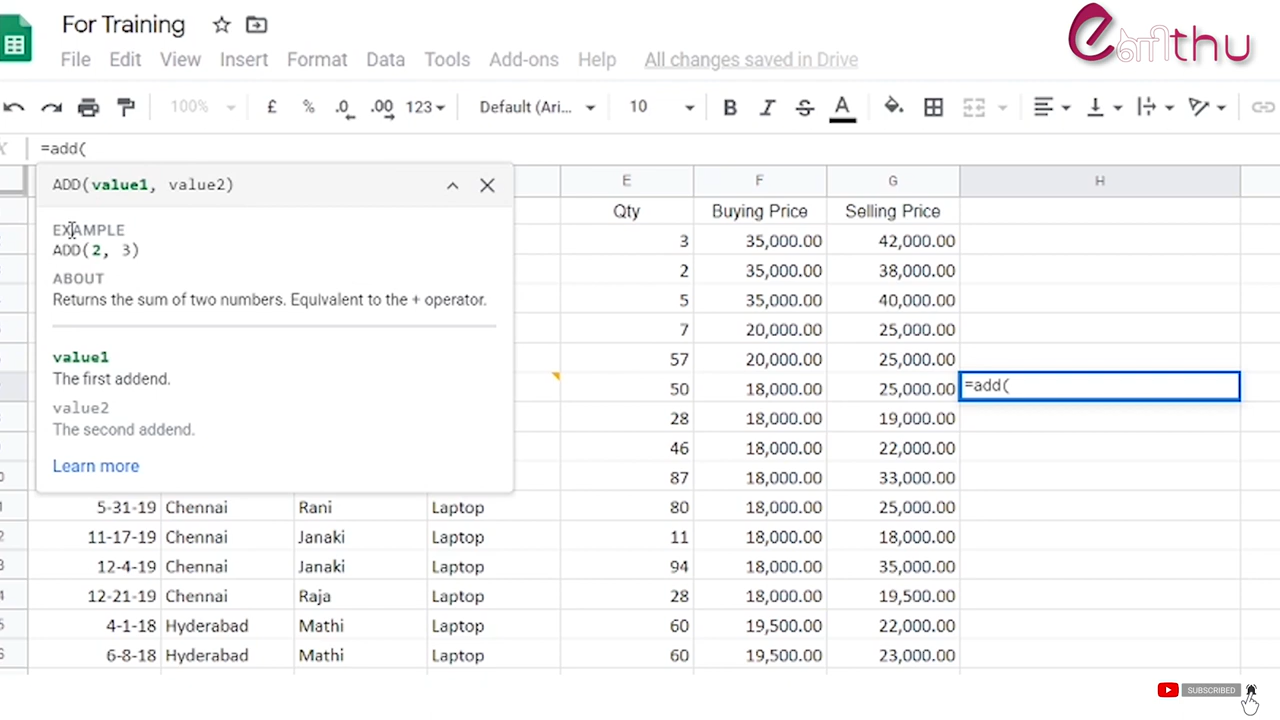 For Training
eனிthu
File Edit View Insert Format Data Tools Add-ons Help All changes saved in Drive
100% £ % .0 .00 123 Default (Ari... 10 B I S A
=add(
ADD(value1, value2)
E F G H
EXAMPLE
Qty Buying Price Selling Price
ADD(2, 3)
3 35,000.00 42,000.00
ABOUT
2 35,000.00 38,000.00
Returns the sum of two numbers. Equivalent to the + operator.
5 35,000.00 40,000.00
7 20,000.00 25,000.00
value1
57 20,000.00 25,000.00
The first addend.
50 18,000.00 25,000.00 =add(
value2
28 18,000.00 19,000.00
The second addend.
46 18,000.00 22,000.00
Learn more
87 18,000.00 33,000.00
5-31-19 Chennai Rani Laptop 80 18,000.00 25,000.00
11-17-19 Chennai Janaki Laptop 11 18,000.00 18,000.00
12-4-19 Chennai Janaki Laptop 94 18,000.00 35,000.00
12-21-19 Chennai Raja Laptop 28 18,000.00 19,500.00
4-1-18 Hyderabad Mathi Laptop 60 19,500.00 22,000.00
6-8-18 Hyderabad Mathi Laptop 60 19,500.00 23,000.00
SUBSCRIBED